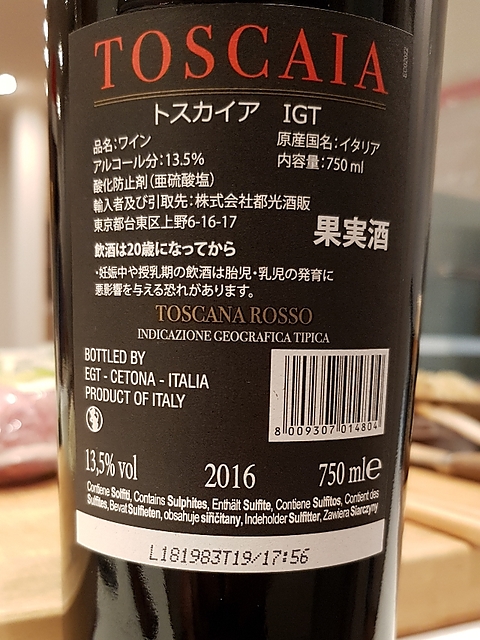 TOSCAIA
トスカイア IGT
品名:ワイン
アルコール分:13.5%
酸化防止剤(亜硫酸塩)
原産国名:イタリア
内容量:750 ml
輸入者及び引取先:株式会社都光酒販
東京都台東区上野6-16-17
果実酒
飲酒は20歳になってから
・妊娠中や授乳期の飲酒は胎児・乳児の発育に
悪影響を与える恐れがあります。
TOSCANA ROSSO
INDICAZIONE GEOGRAFICA TIPICA
BOTTLED BY
EGT - CETONA - ITALIA
PRODUCT OF ITALY
8 009307 014804
13,5% vol 2016 750 ml e
Contiene Solfiti, Contains Sulphites, Enthält Sulfite, Contiene Sulfitos, Contient des
Sulfites, Bevat Sulfieten, obsahuje siřičitany, Indeholder Sulfitter, Zawiera Siarczyny
L181983T19/17:56